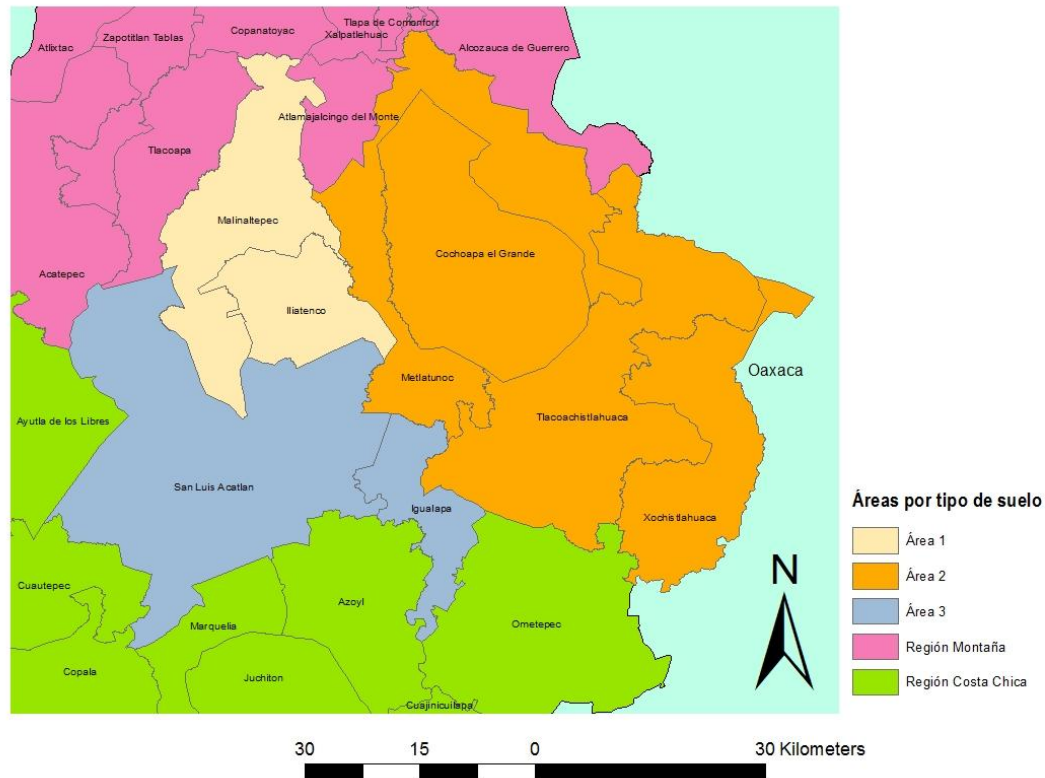 Tlapa de Comonfort
Atlixtac
Zapotitlan Tablas
Copanatoyac
Xalpatlehuac
Alcozauca de Guerrero
Atlamajalcingo del Monte
Tlacoapa
Malinaltepec
Cochoapa el Grande
Acatepec
Iliatenco
Oaxaca
Metlatunoc
Ayutla de los Libres
Tlacoachistlahuaca
San Luis Acatlan
Igualapa
Xochistlahuaca
Cuautepec
Azoyl
Marquelia
Ometepec
Copala
Juchiton
Cuajinicuilapa
Áreas por tipo de suelo
Área 1
Área 2
Área 3
Región Montaña
Región Costa Chica
N
30 15 0 30 Kilometers